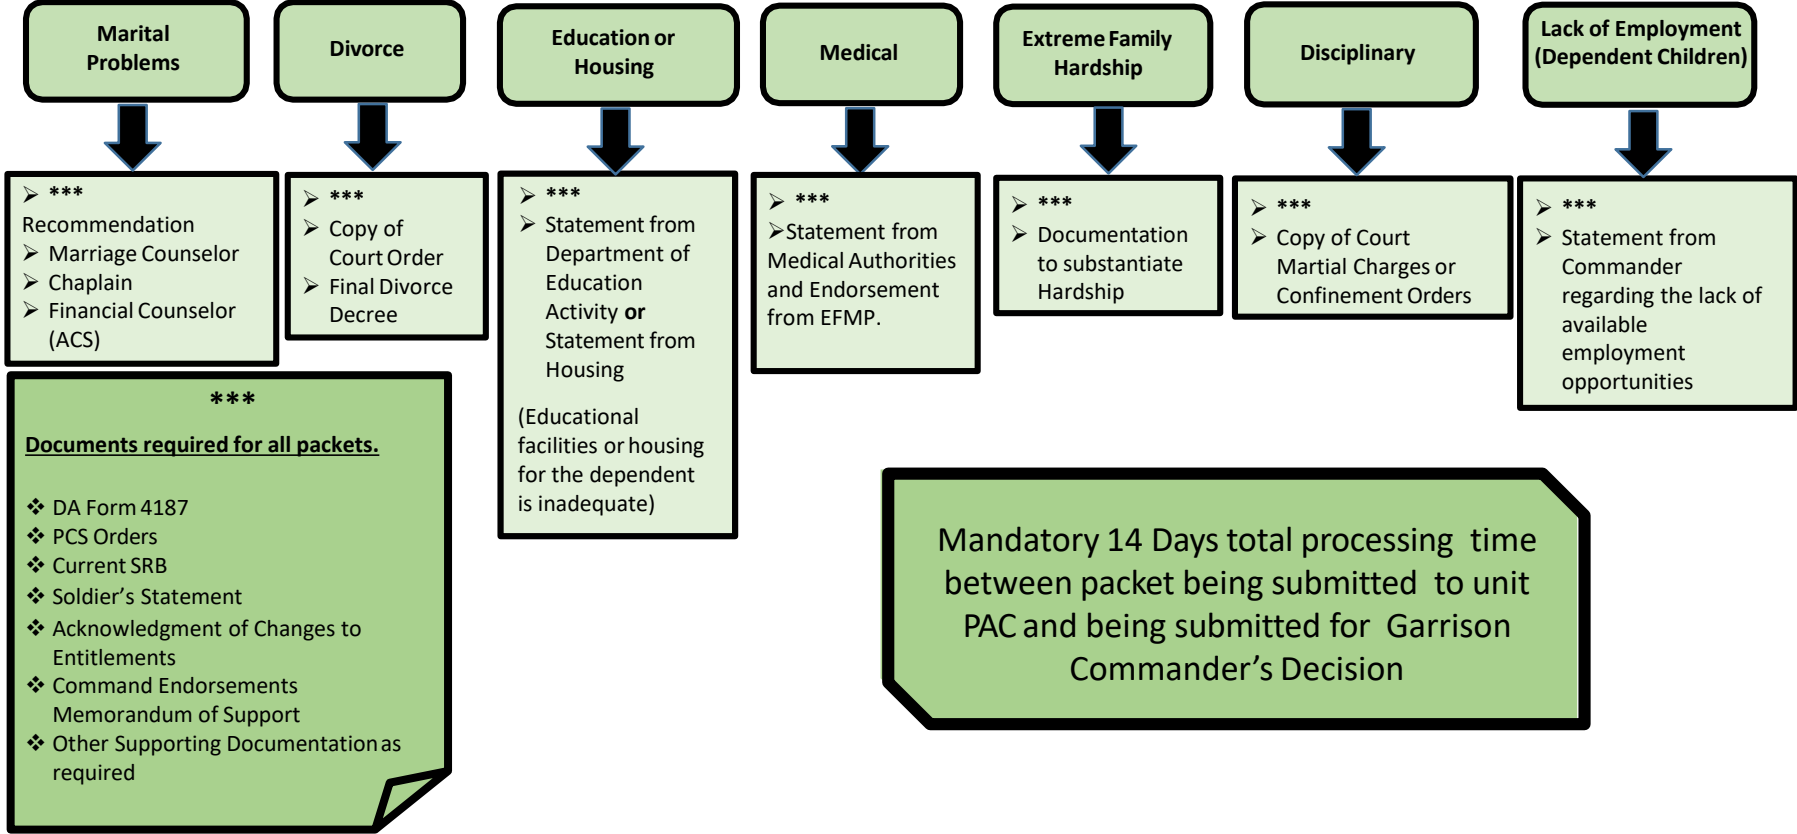 Marital
Problems
Divorce
Education or
Housing
Medical
Extreme Family
Hardship
Disciplinary
Lack of Employment
(Dependent Children)
➢ ***
Recommendation
➢ Marriage Counselor
➢ Chaplain
➢ Financial Counselor
(ACS)
➢ ***
➢ Copy of
Court Order
➢ Final Divorce
Decree
➢ ***
➢ Statement from
Department of
Education
Activity or
Statement from
Housing
(Educational
facilities or housing
for the dependent
is inadequate)
➢ ***
➢Statement from
Medical Authorities
and Endorsement
from EFMP.
➢ ***
➢ Documentation
to substantiate
Hardship
➢ ***
➢ Copy of Court
Martial Charges or
Confinement Orders
➢ ***
➢ Statement from
Commander
regarding the lack of
available
employment
opportunities
***
Documents required for all packets.
❖ DA Form 4187
❖ PCS Orders
❖ Current SRB
❖ Soldier’s Statement
❖ Acknowledgment of Changes to
Entitlements
❖ Command Endorsements
Memorandum of Support
❖ Other Supporting Documentation as
required
Mandatory 14 Days total processing time
between packet being submitted to unit
PAC and being submitted for Garrison
Commander’s Decision